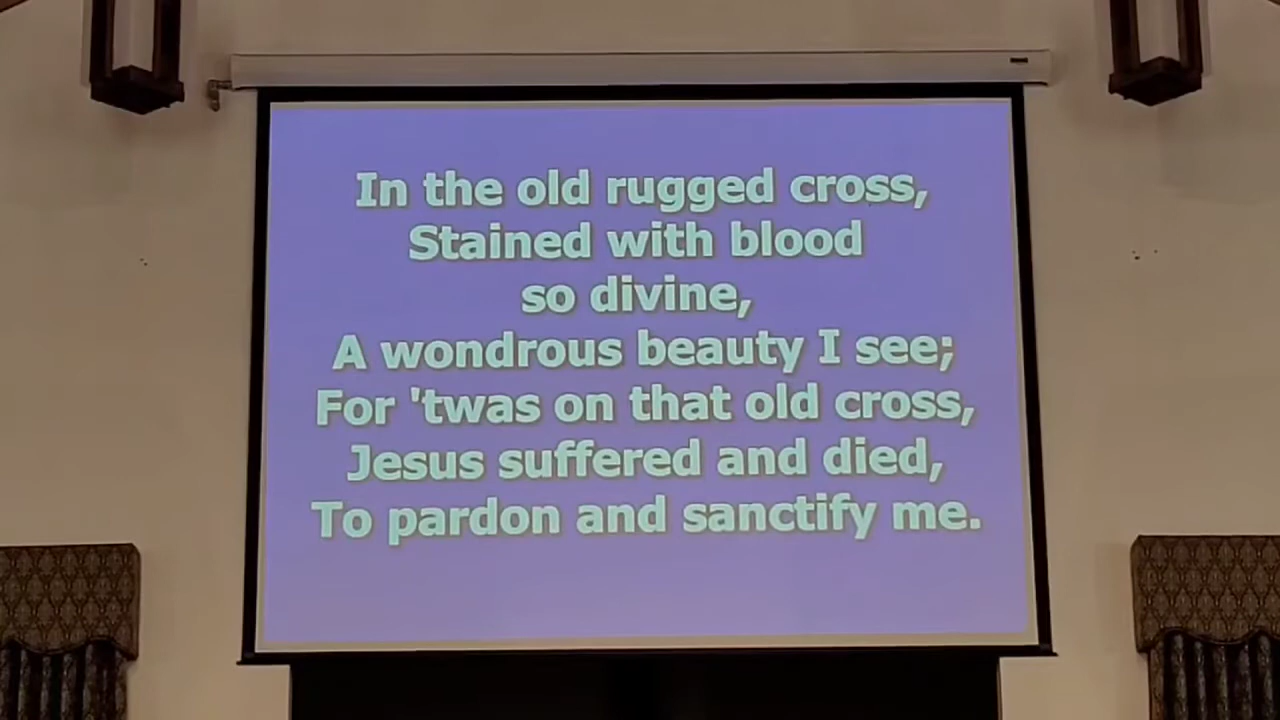 In the old rugged cross,
Stained with blood
so divine,
A wondrous beauty I see;
For 'twas on that old cross,
Jesus suffered and died,
To pardon and sanctify me.